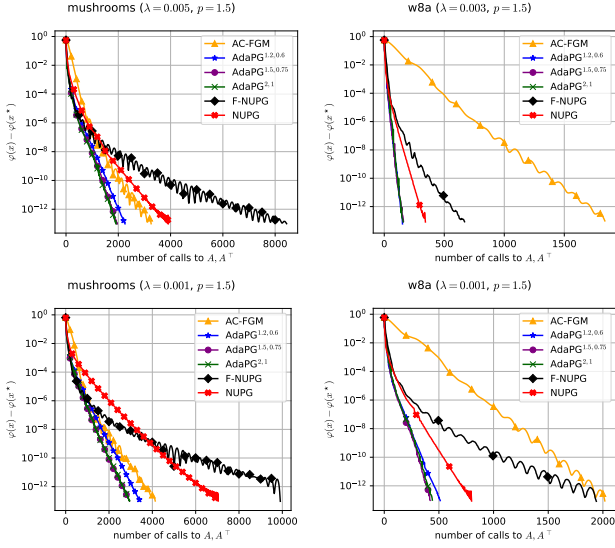 mushrooms (λ = 0.005, p = 1.5)
10⁰
10⁻²
10⁻⁴
10⁻⁶
10⁻⁸
10⁻¹⁰
10⁻¹²
φ(x) − φ(x*)
AC-FGM
AdaPG^1.2,0.6
AdaPG^1.5,0.75
AdaPG^2,1
F-NUPG
NUPG
0 2000 4000 6000 8000
number of calls to A, A^⊤
w8a (λ = 0.003, p = 1.5)
10⁰
10⁻²
10⁻⁴
10⁻⁶
10⁻⁸
10⁻¹⁰
10⁻¹²
φ(x) − φ(x*)
AC-FGM
AdaPG^1.2,0.6
AdaPG^1.5,0.75
AdaPG^2,1
F-NUPG
NUPG
0 500 1000 1500
number of calls to A, A^⊤
mushrooms (λ = 0.001, p = 1.5)
10⁰
10⁻²
10⁻⁴
10⁻⁶
10⁻⁸
10⁻¹⁰
10⁻¹²
φ(x) − φ(x*)
AC-FGM
AdaPG^1.2,0.6
AdaPG^1.5,0.75
AdaPG^2,1
F-NUPG
NUPG
0 2000 4000 6000 8000 10000
number of calls to A, A^⊤
w8a (λ = 0.001, p = 1.5)
10⁰
10⁻²
10⁻⁴
10⁻⁶
10⁻⁸
10⁻¹⁰
10⁻¹²
φ(x) − φ(x*)
AC-FGM
AdaPG^1.2,0.6
AdaPG^1.5,0.75
AdaPG^2,1
F-NUPG
NUPG
0 500 1000 1500 2000
number of calls to A, A^⊤